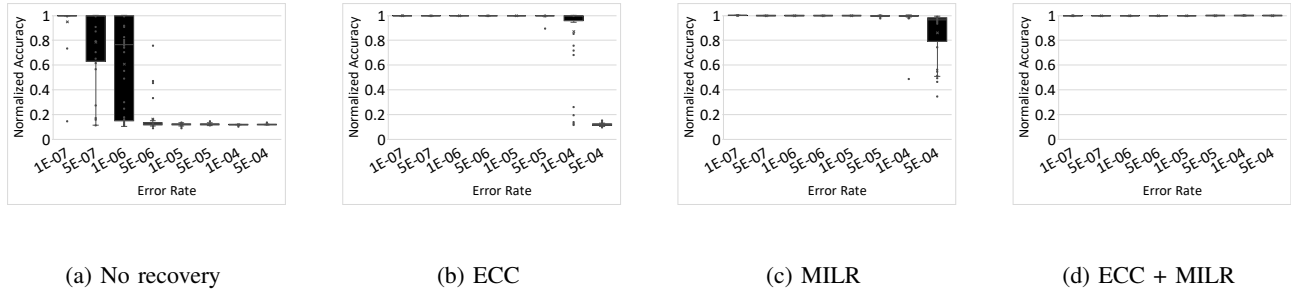 Normalized Accuracy
1
0.8
0.6
0.4
0.2
0
1E-07 5E-07 1E-06 5E-06 1E-05 5E-05 1E-04 5E-04
Error Rate
(a) No recovery
Normalized Accuracy
1
0.8
0.6
0.4
0.2
0
1E-07 5E-07 1E-06 5E-06 1E-05 5E-05 1E-04 5E-04
Error Rate
(b) ECC
Normalized Accuracy
1
0.8
0.6
0.4
0.2
0
1E-07 5E-07 1E-06 5E-06 1E-05 5E-05 1E-04 5E-04
Error Rate
(c) MILR
Normalized Accuracy
1
0.8
0.6
0.4
0.2
0
1E-07 5E-07 1E-06 5E-06 1E-05 5E-05 1E-04 5E-04
Error Rate
(d) ECC + MILR